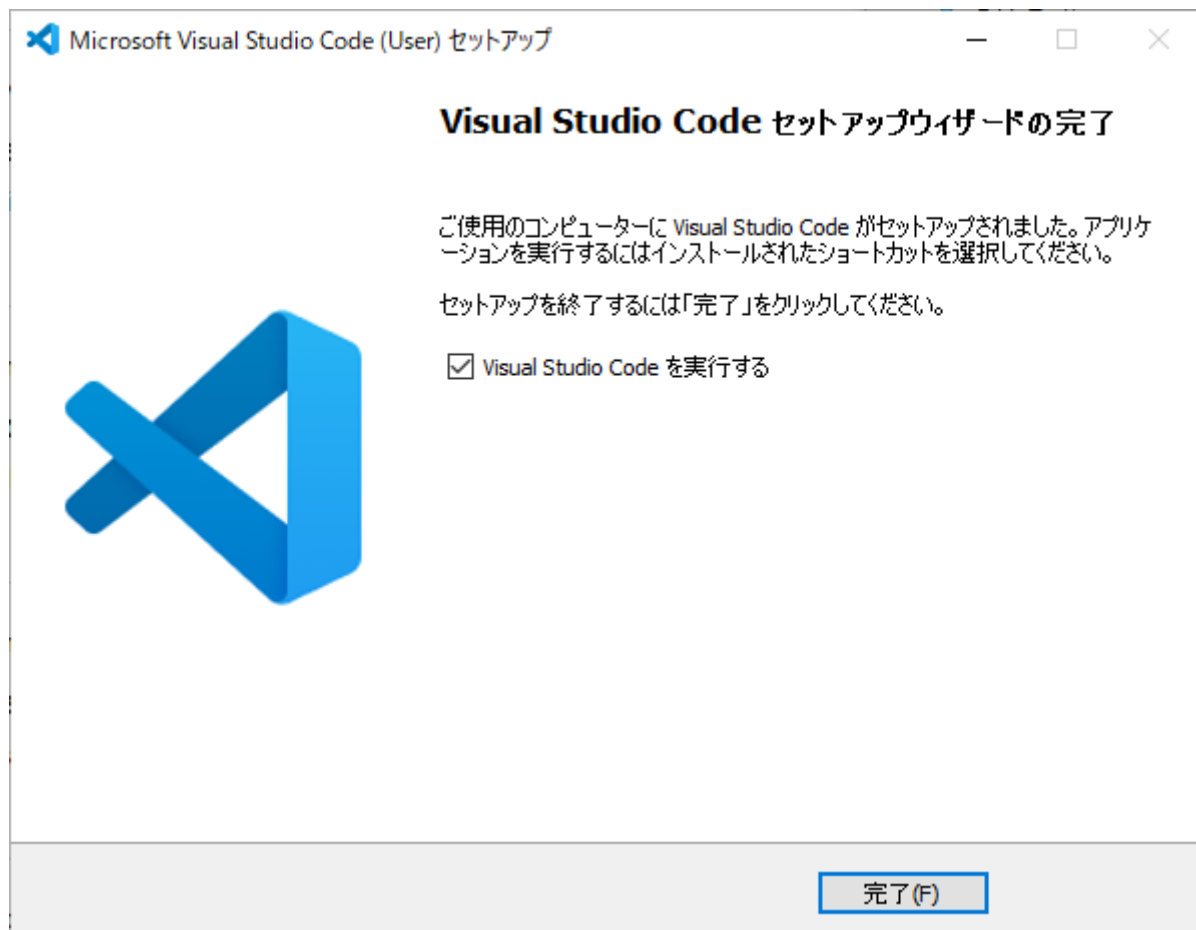 Microsoft Visual Studio Code (User) セットアップ
Visual Studio Code セットアップウィザードの完了
ご使用のコンピューターに Visual Studio Code がセットアップされました。アプリケ
ーションを実行するにはインストールされたショートカットを選択してください。
セットアップを終了するには「完了」をクリックしてください。
Visual Studio Code を実行する
完了(F)